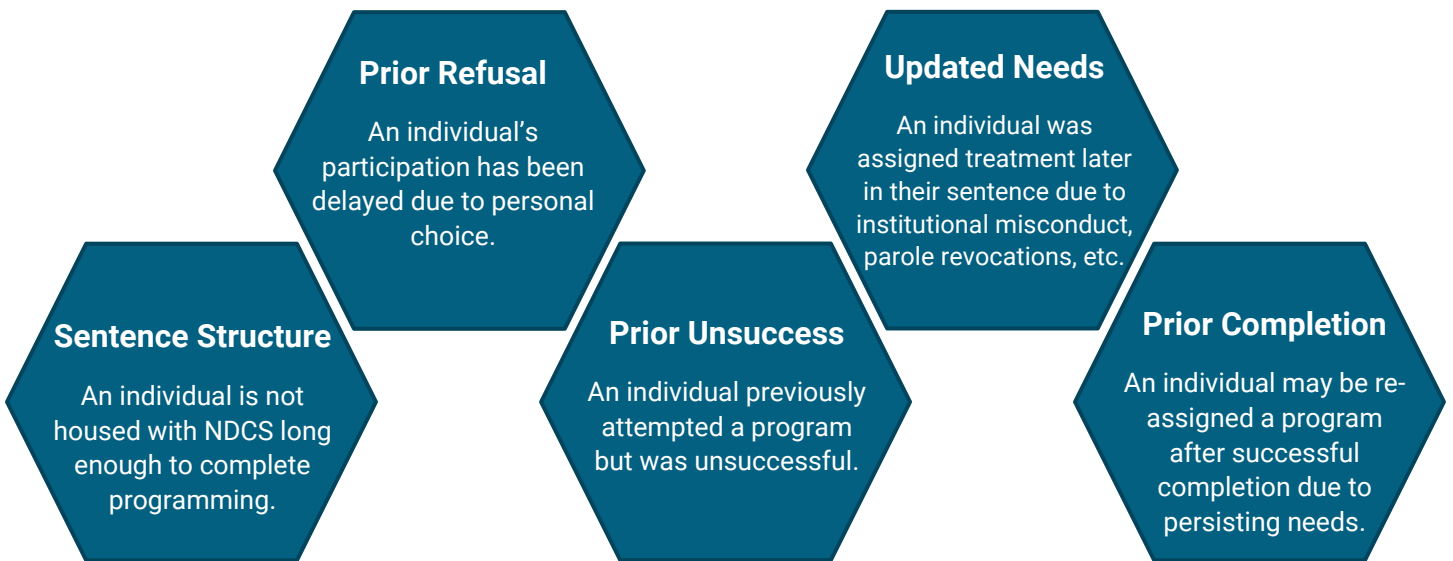 Sentence Structure
An individual is not
housed with NDCS long
enough to complete
programming.
Prior Refusal
An individual’s
participation has been
delayed due to personal
choice.
Prior Unsuccess
An individual previously
attempted a program
but was unsuccessful.
Updated Needs
An individual was
assigned treatment later
in their sentence due to
institutional misconduct,
parole revocations, etc.
Prior Completion
An individual may be re-
assigned a program
after successful
completion due to
persisting needs.